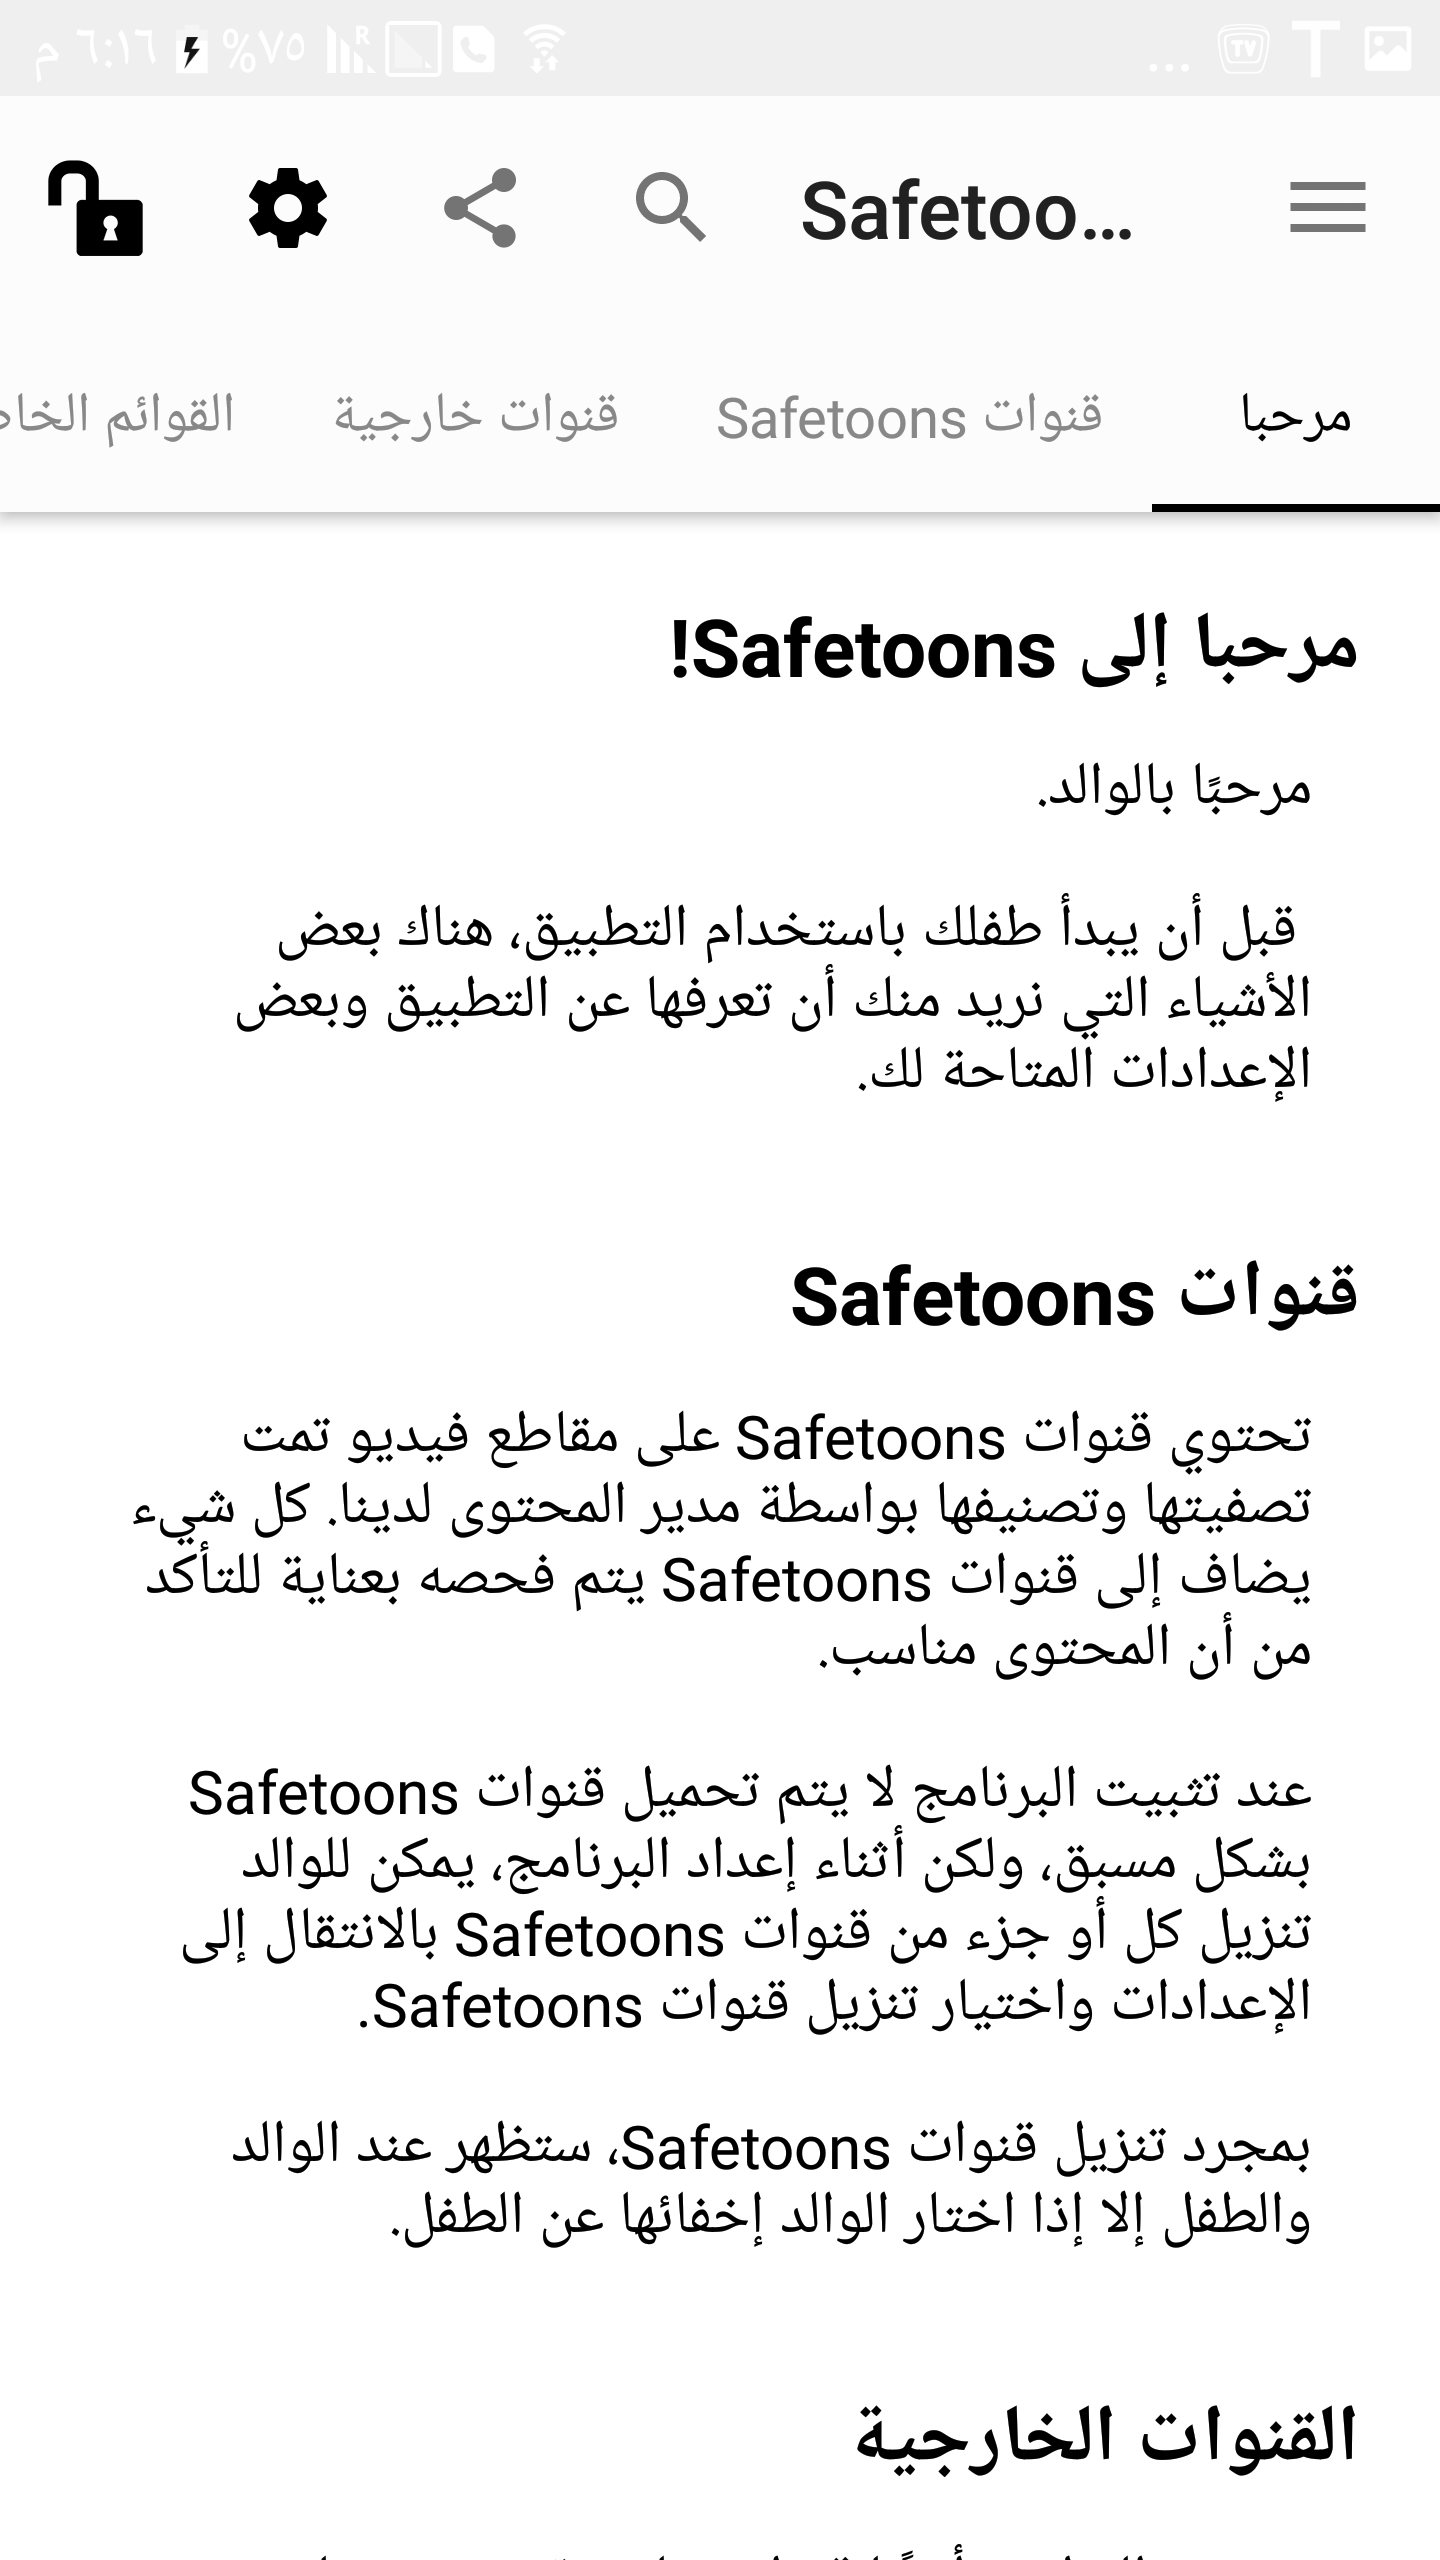 ٦:١٦ م ٧٥%
Safetoo...
مرحبا
قنوات Safetoons
قنوات خارجية
القوائم
مرحبا إلى Safetoons!
مرحبًا بالوالد.
قبل أن يبدأ طفلك باستخدام التطبيق، هناك بعض
الأشياء التي نريد منك أن تعرفها عن التطبيق وبعض
الإعدادات المتاحة لك.
قنوات Safetoons
تحتوي قنوات Safetoons على مقاطع فيديو تمت
تصفيتها وتصنيفها بواسطة مدير المحتوى لدينا. كل شيء
يضاف إلى قنوات Safetoons يتم فحصه بعناية للتأكد
من أن المحتوى مناسب.
عند تثبيت البرنامج لا يتم تحميل قنوات Safetoons
بشكل مسبق، ولكن أثناء إعداد البرنامج، يمكن للوالد
تنزيل كل أو جزء من قنوات Safetoons بالانتقال إلى
الإعدادات واختيار تنزيل قنوات Safetoons.
بمجرد تنزيل قنوات Safetoons، ستظهر عند الوالد
والطفل إلا إذا اختار الوالد إخفائها عن الطفل.
القنوات الخارجية